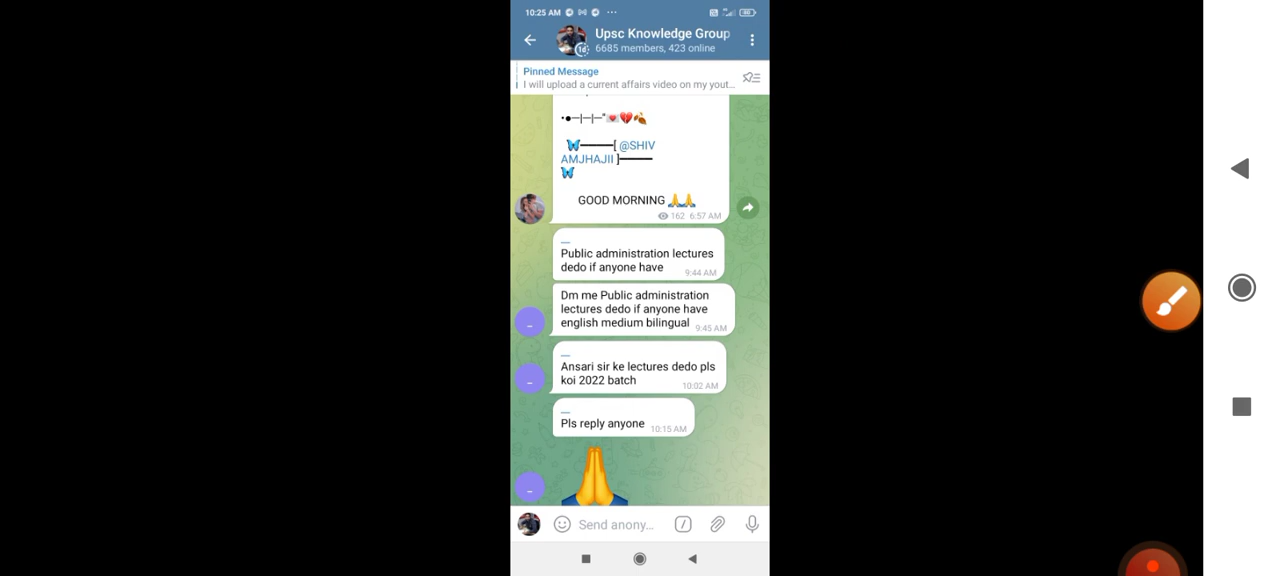 10:25 AM
Upsc Knowledge Group
1d
6685 members, 423 online
Pinned Message
I will upload a current affairs video on my yout...
[ @SHIV
AMJHAJII ]
GOOD MORNING 🙏🙏
162 6:57 AM
Public administration lectures
dedo if anyone have 9:44 AM
Dm me Public administration
lectures dedo if anyone have
english medium bilingual 9:45 AM
Ansari sir ke lectures dedo pls
koi 2022 batch 10:02 AM
Pls reply anyone 10:15 AM
Send anony...